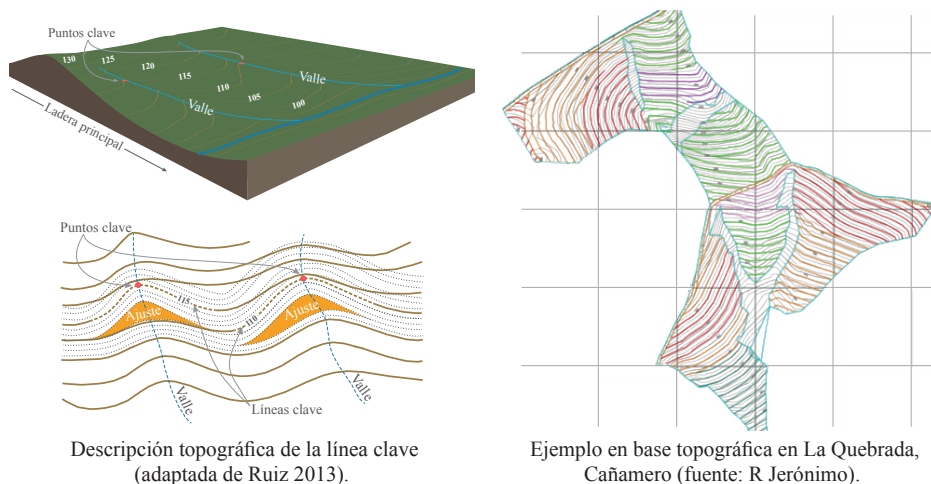 Puntos clave
130
125
120
115
110
105
100
Valle
Valle
Ladera principal
Puntos clave
115
110
Ajuste
Ajuste
Valle
Valle
Líneas clave
Descripción topográfica de la línea clave
(adaptada de Ruiz 2013).
Ejemplo en base topográfica en La Quebrada,
Cañamero (fuente: R Jerónimo).